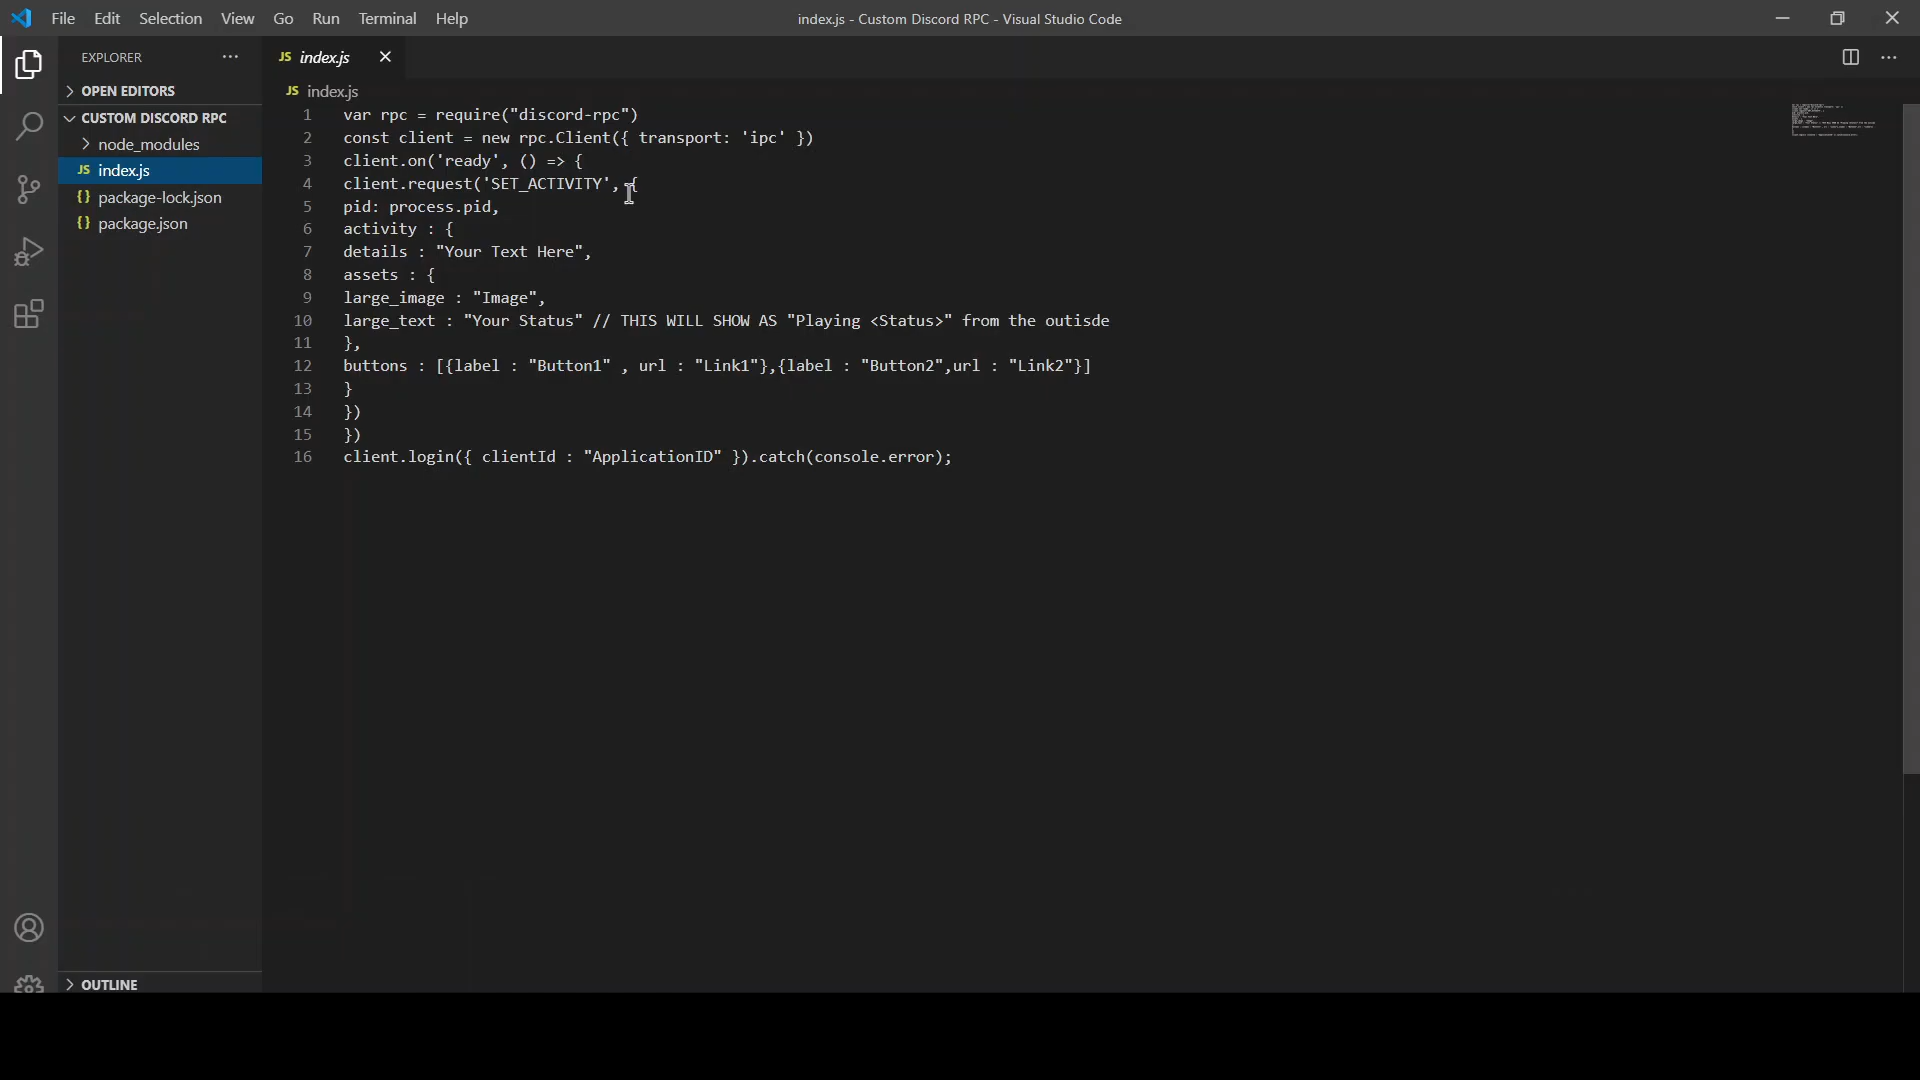 File Edit Selection View Go Run Terminal Help
index.js - Custom Discord RPC - Visual Studio Code
EXPLORER
OPEN EDITORS
CUSTOM DISCORD RPC
node_modules
JS index.js
{} package-lock.json
{} package.json
OUTLINE
JS index.js
JS index.js
1 var rpc = require("discord-rpc")
2 const client = new rpc.Client({ transport: 'ipc' })
3 client.on('ready', () => {
4 client.request('SET_ACTIVITY', {
5 pid: process.pid,
6 activity : {
7 details : "Your Text Here",
8 assets : {
9 large_image : "Image",
10 large_text : "Your Status" // THIS WILL SHOW AS "Playing <Status>" from the outisde
11 },
12 buttons : [{label : "Button1" , url : "Link1"},{label : "Button2",url : "Link2"}]
13 }
14 })
15 })
16 client.login({ clientId : "ApplicationID" }).catch(console.error);